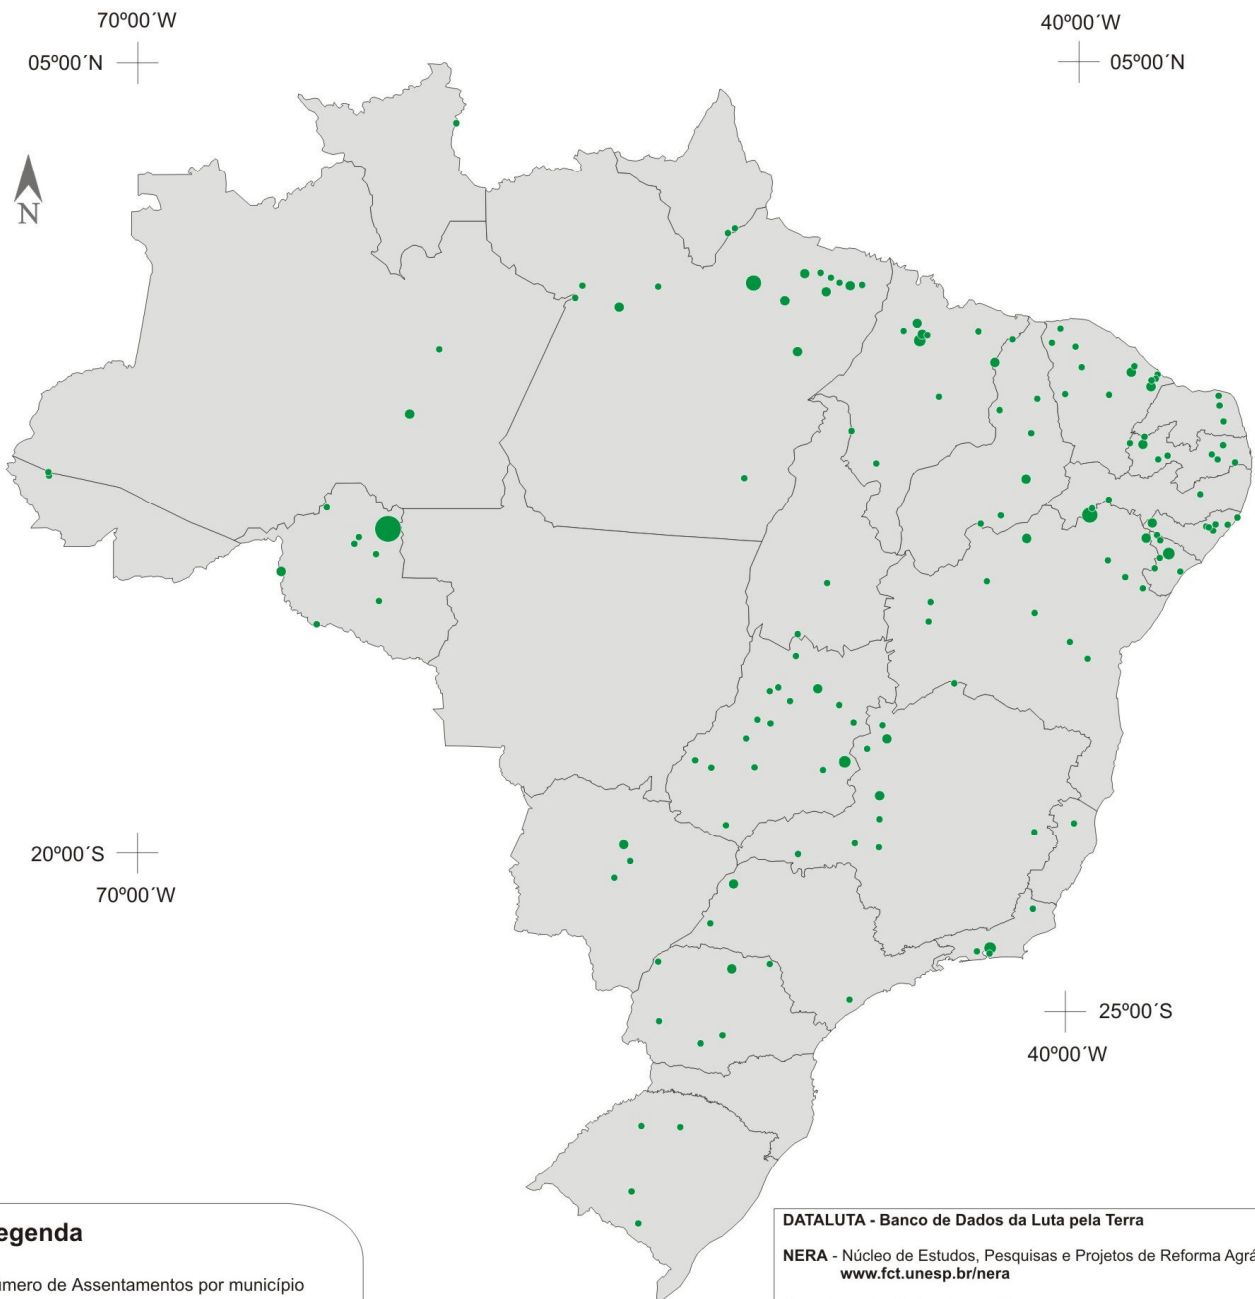 70º00´W
40º00´W
05º00´N
05º00´N
N
20º00´S
70º00´W
25º00´S
40º00´W
egenda
úmero de Assentamentos por município
DATALUTA - Banco de Dados da Luta pela Terra
NERA - Núcleo de Estudos, Pesquisas e Projetos de Reforma Agrá
www.fct.unesp.br/nera